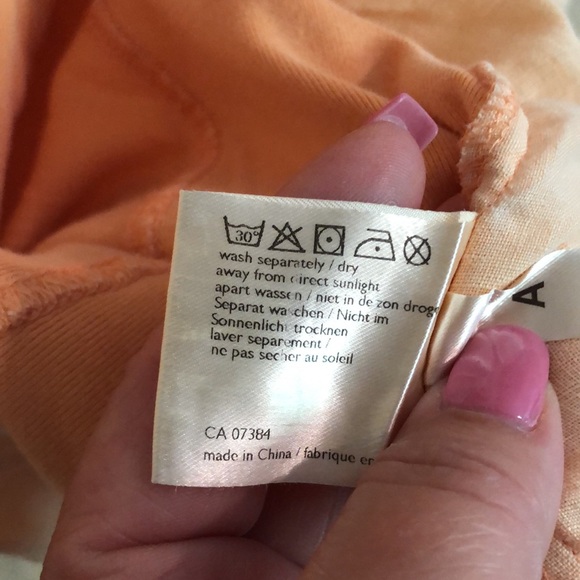 30°
wash separately / dry
away from direct sunlight
apart wassen / niet in de zon drog
Separat waschen / Nicht im
Sonnenlicht trocknen
laver separement /
ne pas secher au soleil
CA 07384
made in China / fabrique en
A